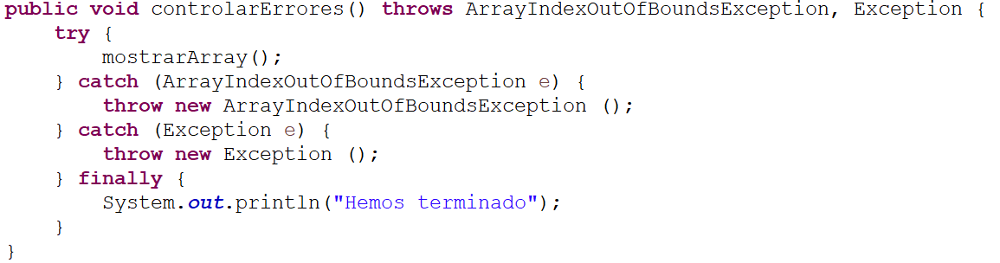 public void controlarErrores() throws ArrayIndexOutOfBoundsException, Exception {
    try {
        mostrarArray();
    } catch (ArrayIndexOutOfBoundsException e) {
        throw new ArrayIndexOutOfBoundsException ();
    } catch (Exception e) {
        throw new Exception ();
    } finally {
        System.out.println("Hemos terminado");
    }
}